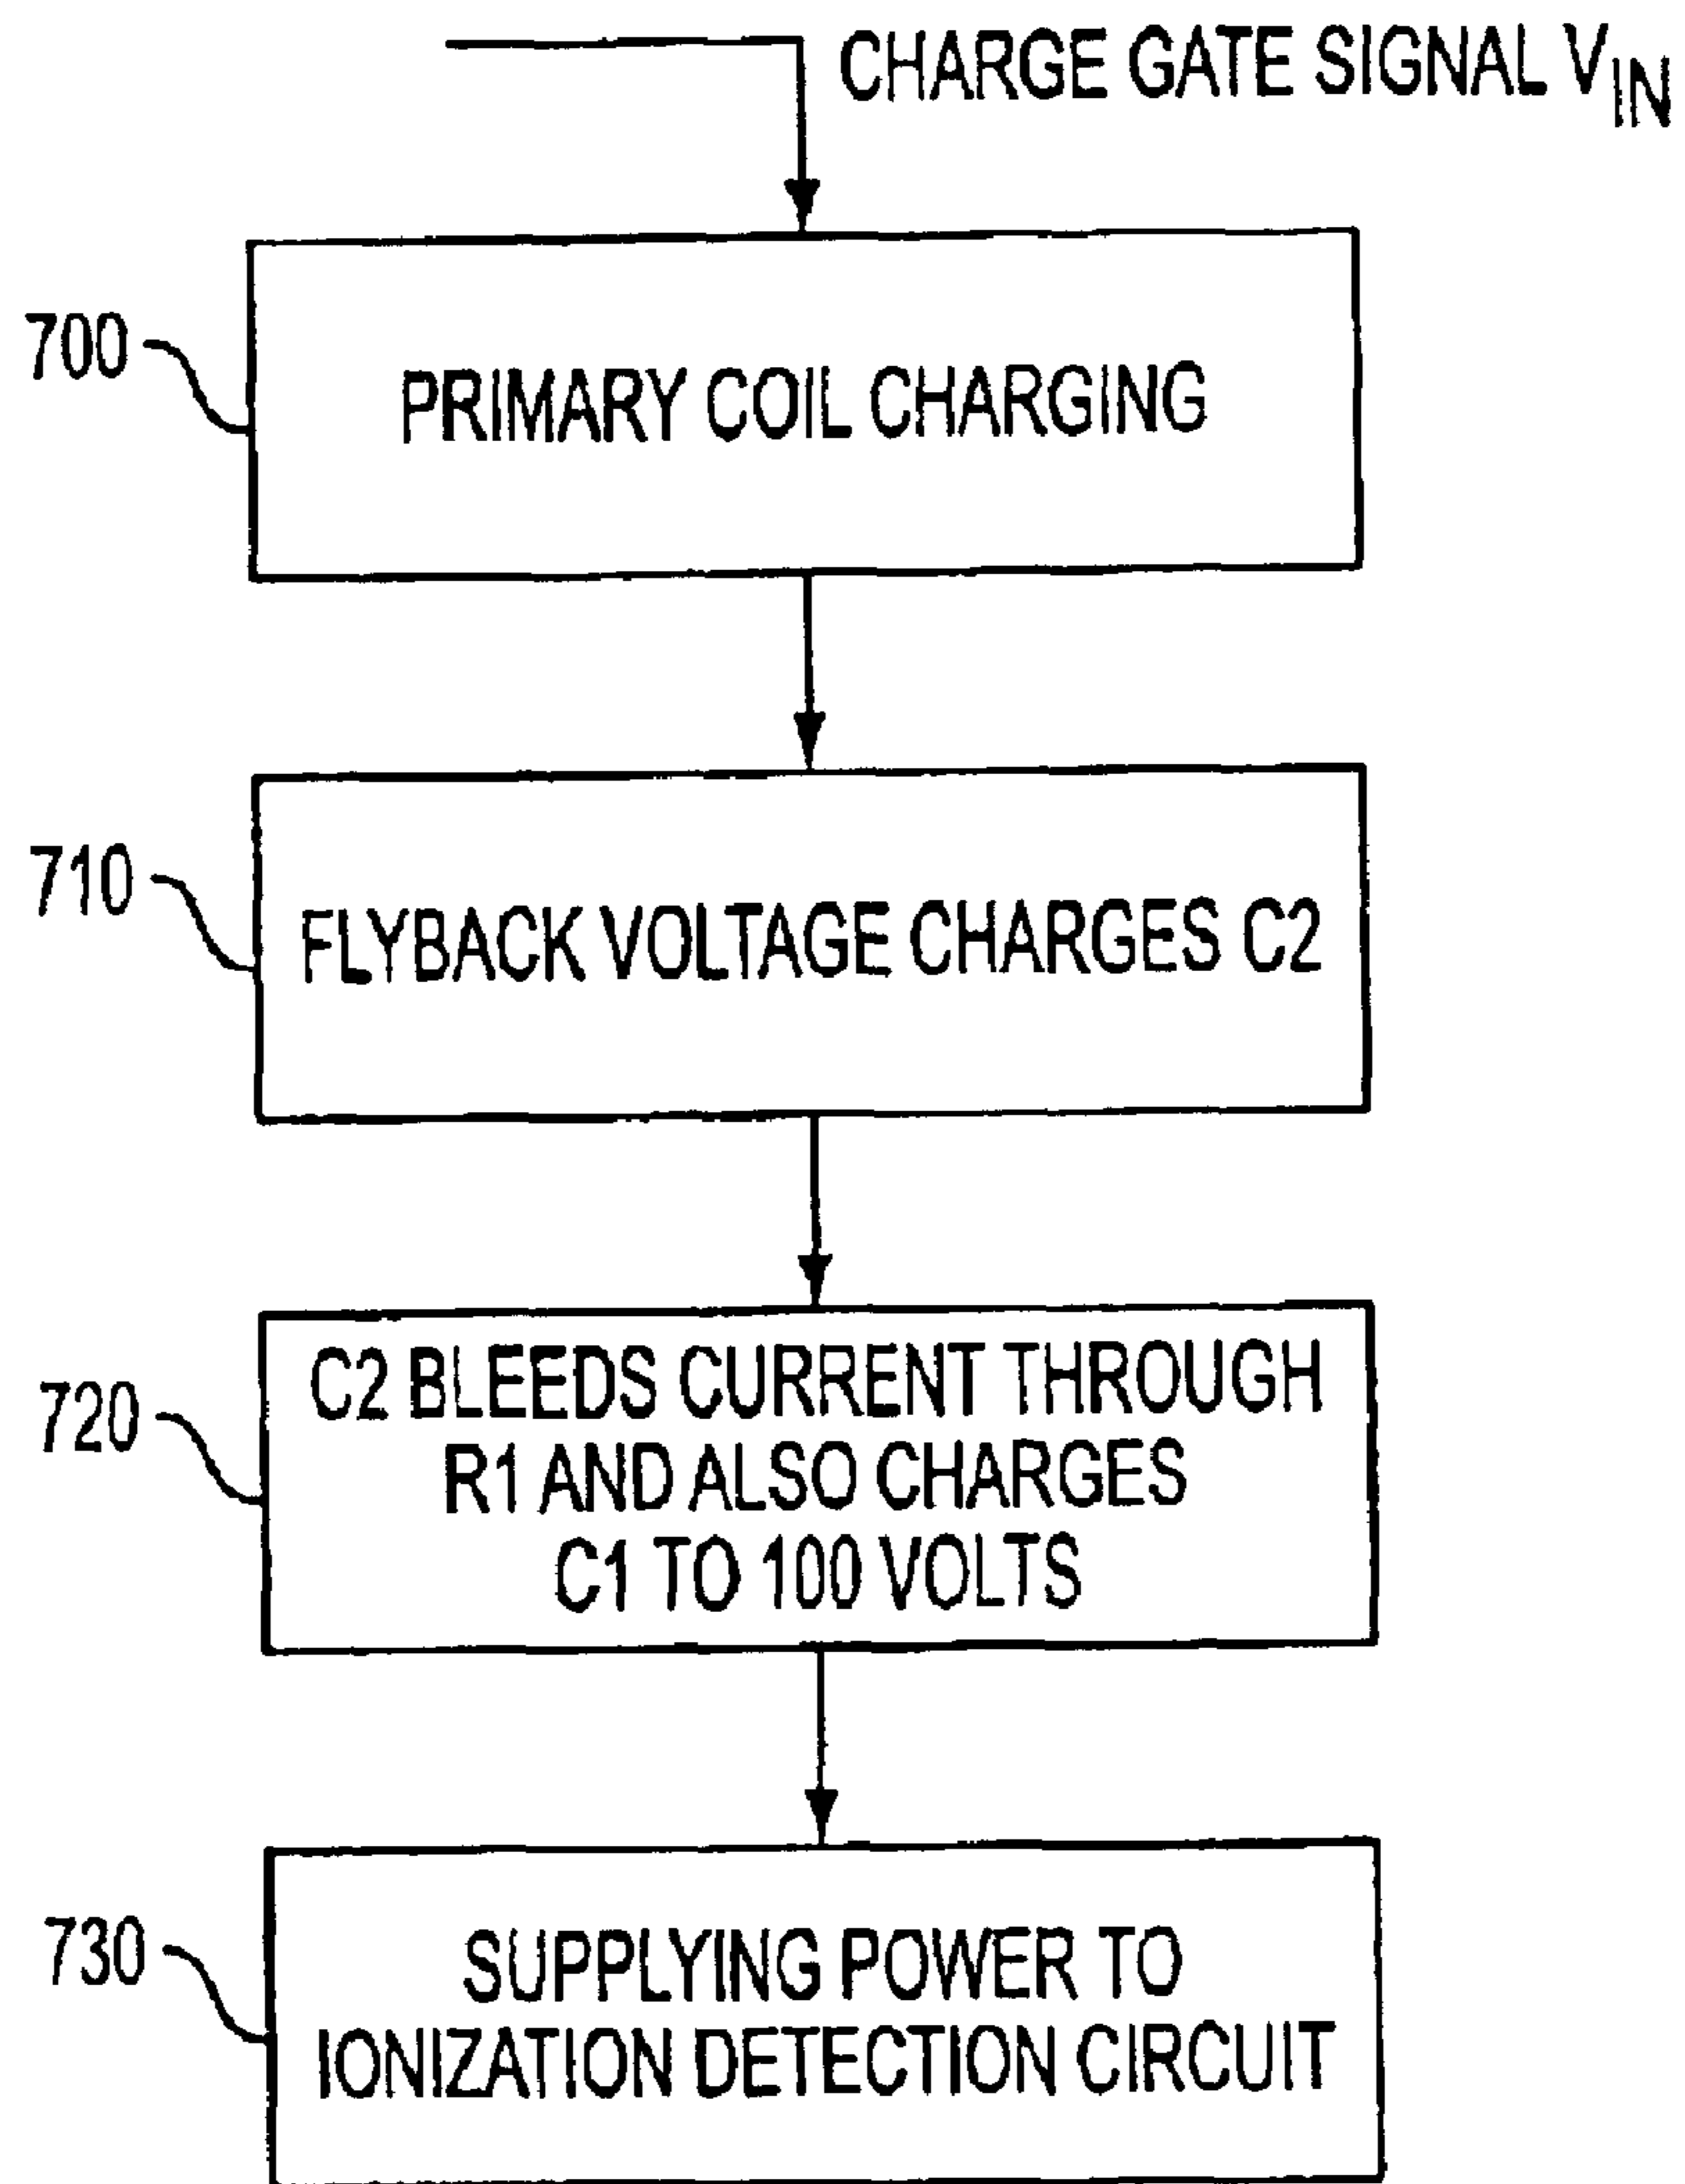 CHARGE GATE SIGNAL VIN
700
PRIMARY COIL CHARGING
710
FLYBACK VOLTAGE CHARGES C2
720
C2 BLEEDS CURRENT THROUGH
R1 AND ALSO CHARGES
C1 TO 100 VOLTS
730
SUPPLYING POWER TO
IONIZATION DETECTION CIRCUIT